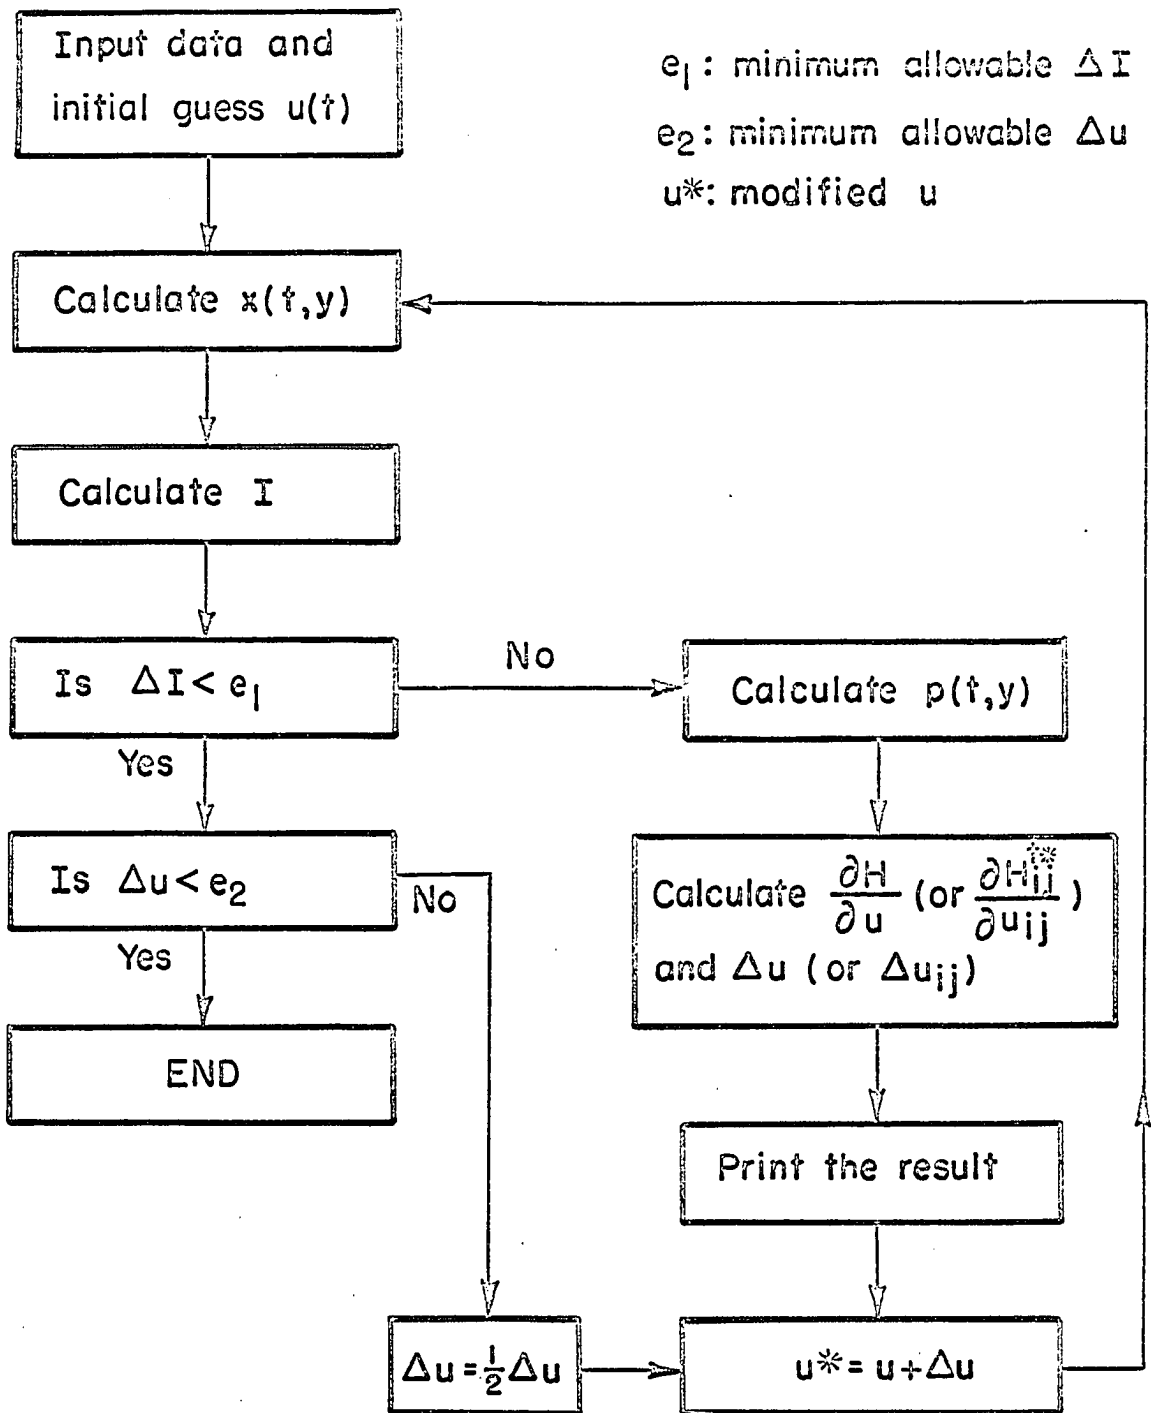 Input data and
initial guess u(t)
e₁: minimum allowable ΔI
e₂: minimum allowable Δu
u*: modified u
Calculate x(t,y)
Calculate I
Is ΔI < e₁
No
Calculate p(t,y)
Yes
Is Δu < e₂
No
Calculate ∂H/∂u (or ∂H**ij/∂uij)
and Δu (or Δuij)
Yes
END
Print the result
Δu = ½Δu
u* = u + Δu